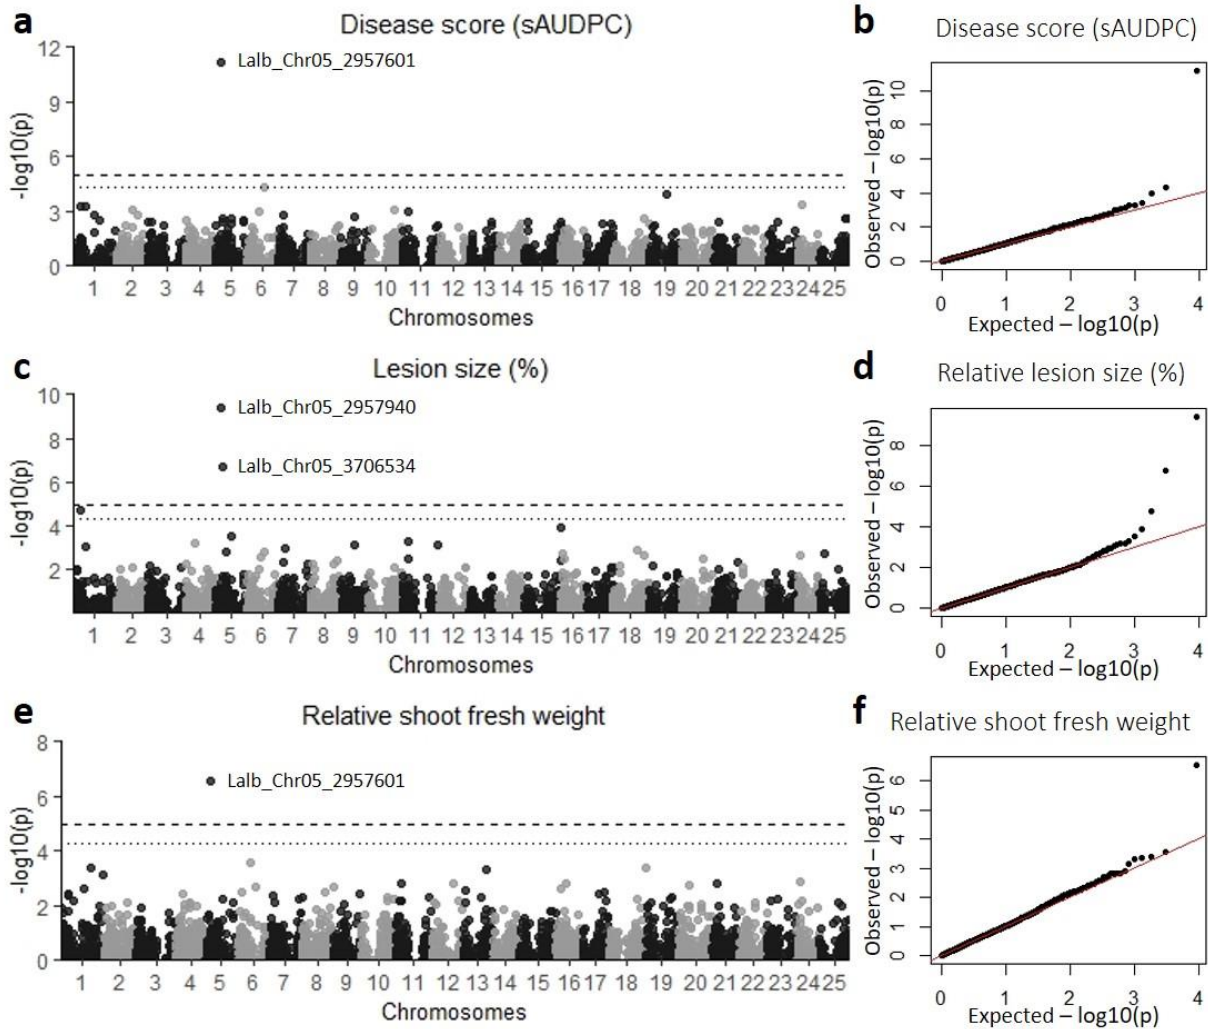 a
Disease score (sAUDPC)
b
Disease score (sAUDPC)
12
9
6
3
0
-log10(p)
Lalb_Chr05_2957601
1 2 3 4 5 6 7 8 9 10 11 12 13 14 15 16 17 18 19 20 21 22 23 24 25
Chromosomes
10
8
6
4
2
0
Observed – log10(p)
0 1 2 3 4
Expected – log10(p)
c
Lesion size (%)
d
Relative lesion size (%)
10
8
6
4
2
-log10(p)
Lalb_Chr05_2957940
Lalb_Chr05_3706534
1 2 3 4 5 6 7 8 9 10 11 12 13 14 15 16 17 18 19 20 21 22 23 24 25
Chromosomes
8
6
4
2
0
Observed – log10(p)
0 1 2 3 4
Expected – log10(p)
e
Relative shoot fresh weight
f
Relative shoot fresh weight
8
6
4
2
0
-log10(p)
Lalb_Chr05_2957601
1 2 3 4 5 6 7 8 9 10 11 12 13 14 15 16 17 18 19 20 21 22 23 24 25
Chromosomes
6
5
4
3
2
1
0
Observed – log10(p)
0 1 2 3 4
Expected – log10(p)